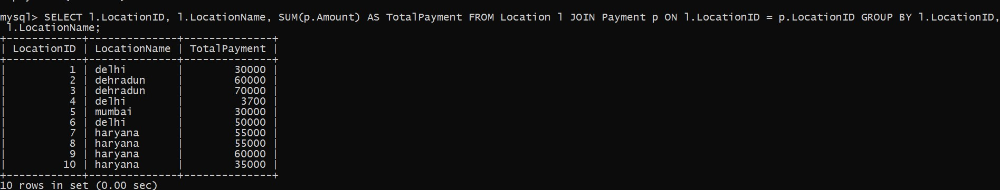 mysql> SELECT l.LocationID, l.LocationName, SUM(p.Amount) AS TotalPayment FROM Location l JOIN Payment p ON l.LocationID = p.LocationID GROUP BY l.LocationID,
 l.LocationName;
+------------+--------------+--------------+
| LocationID | LocationName | TotalPayment |
+------------+--------------+--------------+
|          1 | delhi        |        30000 |
|          2 | dehradun     |        60000 |
|          3 | dehradun     |        70000 |
|          4 | delhi        |         3700 |
|          5 | mumbai       |        30000 |
|          6 | delhi        |        50000 |
|          7 | haryana      |        55000 |
|          8 | haryana      |        55000 |
|          9 | haryana      |        60000 |
|         10 | haryana      |        35000 |
+------------+--------------+--------------+
10 rows in set (0.00 sec)